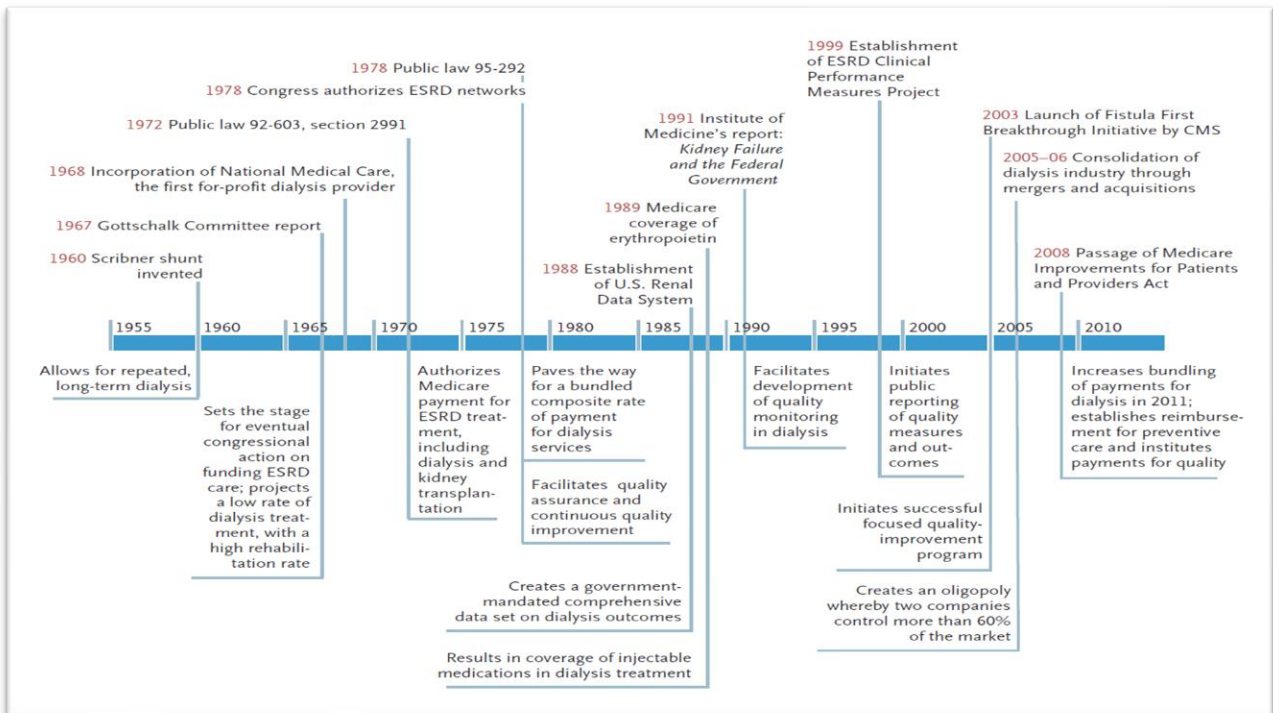 1999 Establishment
of ESRD Clinical
Performance
Measures Project
1978 Public law 95-292
1978 Congress authorizes ESRD networks
1991 Institute of
Medicine's report:
Kidney Failure
and the Federal
Government
2003 Launch of Fistula First
Breakthrough Initiative by CMS
1972 Public law 92-603, section 2991
2005–06 Consolidation of
dialysis industry through
mergers and acquisitions
1968 Incorporation of National Medical Care,
the first for-profit dialysis provider
1989 Medicare
coverage of
erythropoietin
1967 Gottschalk Committee report
1960 Scribner shunt
invented
2008 Passage of Medicare
Improvements for Patients
and Providers Act
1988 Establishment
of U.S. Renal
Data System
1955 1960 1965 1970 1975 1980 1985 1990 1995 2000 2005 2010
Allows for repeated,
long-term dialysis
Sets the stage
for eventual
congressional
action on
funding ESRD
care; projects
a low rate of
dialysis treat-
ment, with a
high rehabili-
tation rate
Authorizes
Medicare
payment for
ESRD treat-
ment,
including
dialysis and
kidney
transplan-
tation
Paves the way
for a bundled
composite rate
of payment
for dialysis
services
Facilitates quality
assurance and
continuous quality
improvement
Creates a government-
mandated comprehensive
data set on dialysis outcomes
Results in coverage of injectable
medications in dialysis treatment
Facilitates
development
of quality
monitoring
in dialysis
Initiates
public
reporting
of quality
measures
and out-
comes
Initiates successful
focused quality-
improvement
program
Creates an oligopoly
whereby two companies
control more than 60%
of the market
Increases bundling
of payments for
dialysis in 2011;
establishes reimburse-
ment for preventive
care and institutes
payments for quality